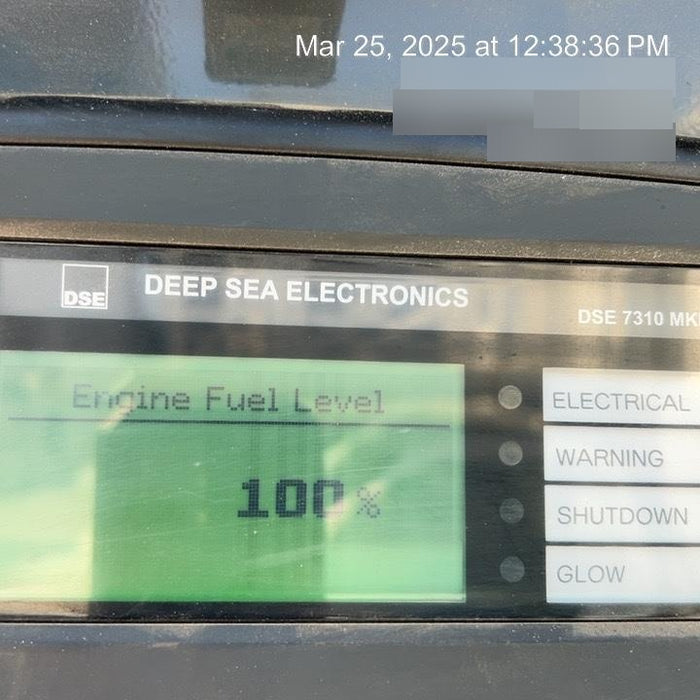 Mar 25, 2025 at 12:38:36 PM
DSE
DEEP SEA ELECTRONICS
DSE 7310
Engine Fuel Level
100 %
ELECTRICAL
WARNING
SHUTDOWN
GLOW